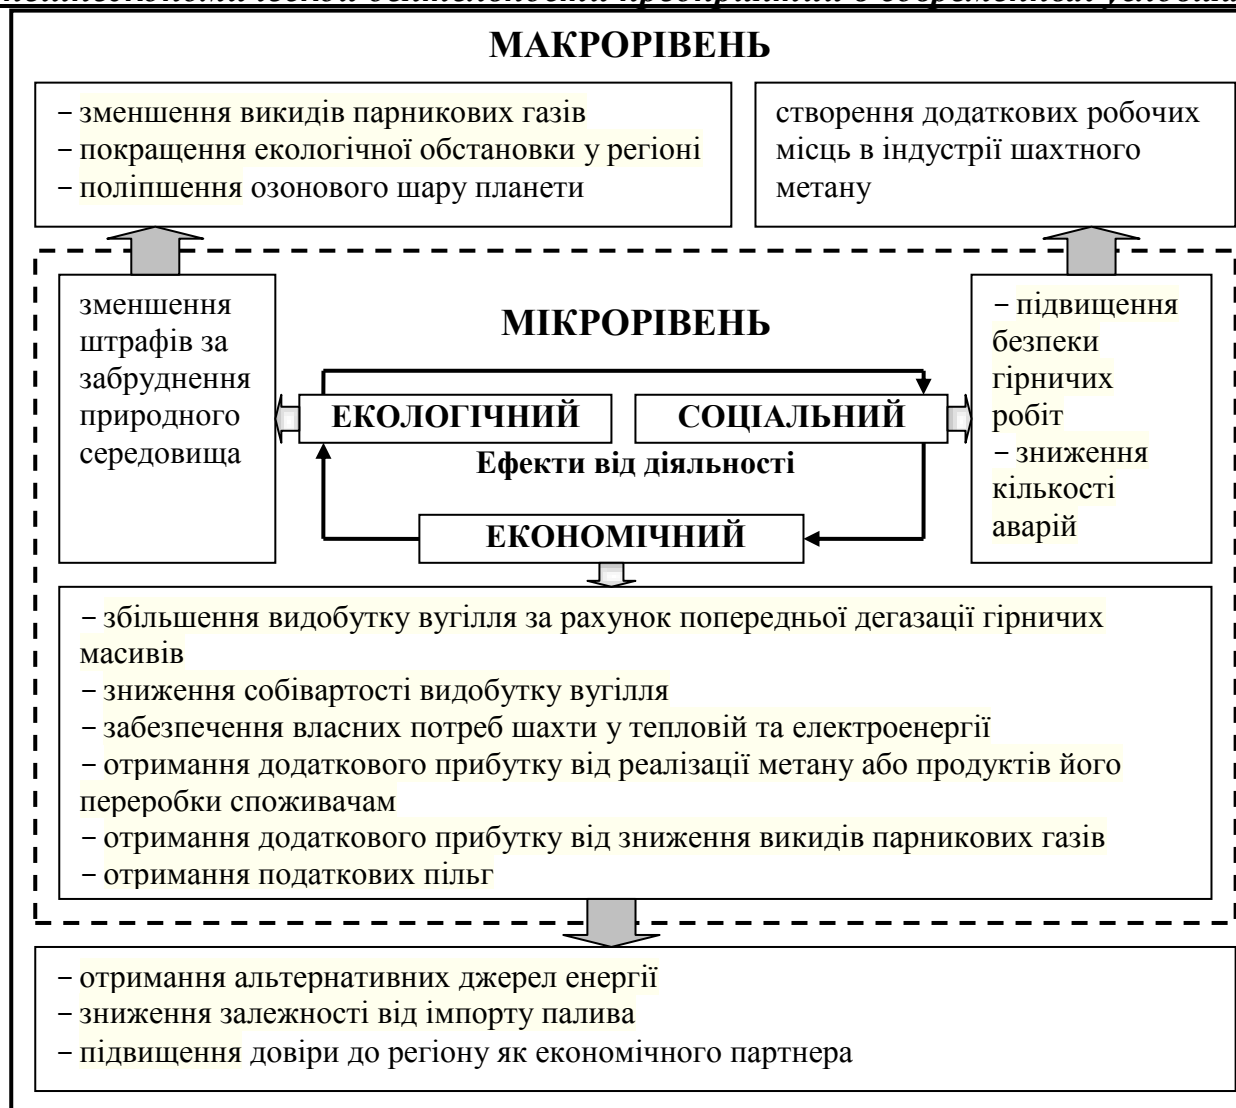 МАКРОРІВЕНЬ
− зменшення викидів парникових газів
− покращення екологічної обстановки у регіоні
− поліпшення озонового шару планети
створення додаткових робочих
місць в індустрії шахтного
метану
зменшення
штрафів за
забруднення
природного
середовища
МІКРОРІВЕНЬ
ЕКОЛОГІЧНИЙ
СОЦІАЛЬНИЙ
Ефекти від діяльності
ЕКОНОМІЧНИЙ
− підвищення
безпеки
гірничих
робіт
− зниження
кількості
аварій
− збільшення видобутку вугілля за рахунок попередньої дегазації гірничих
масивів
− зниження собівартості видобутку вугілля
− забезпечення власних потреб шахти у тепловій та електроенергії
− отримання додаткового прибутку від реалізації метану або продуктів його
переробки споживачам
− отримання додаткового прибутку від зниження викидів парникових газів
− отримання податкових пільг
− отримання альтернативних джерел енергії
− зниження залежності від імпорту палива
− підвищення довіри до регіону як економічного партнера